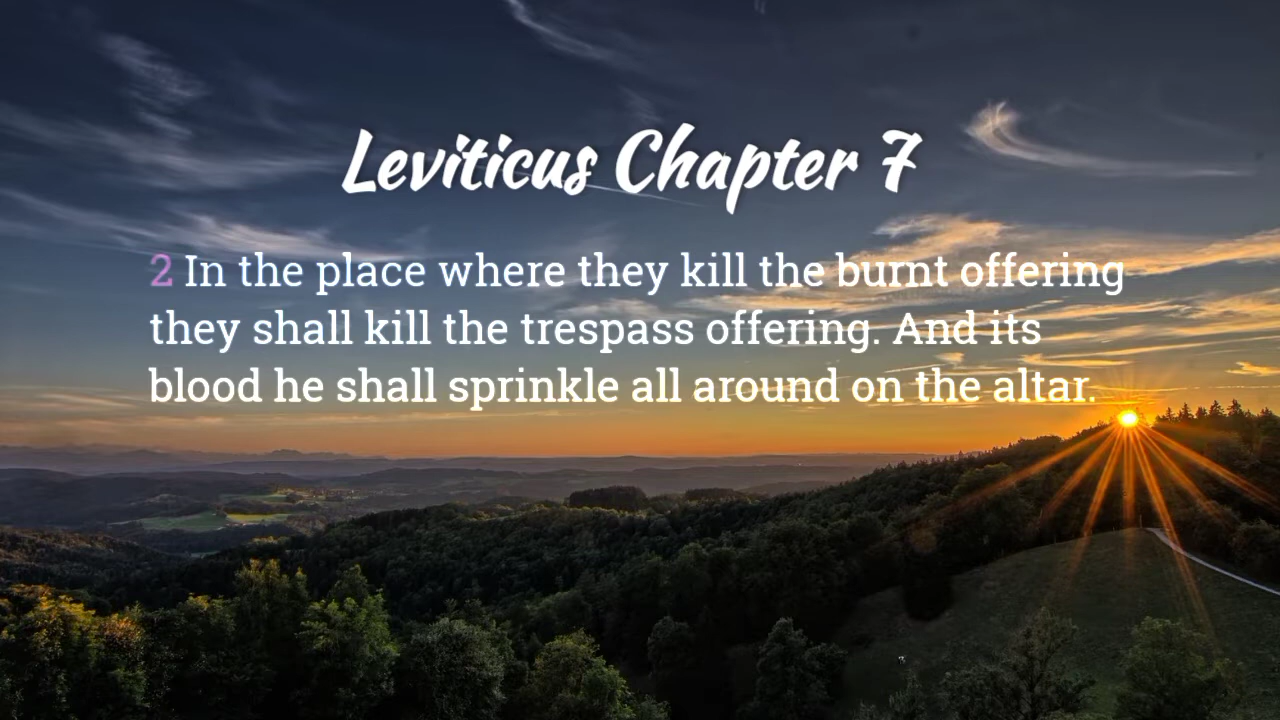 Leviticus Chapter 7
2 In the place where they kill the burnt offering
they shall kill the trespass offering. And its
blood he shall sprinkle all around on the altar.